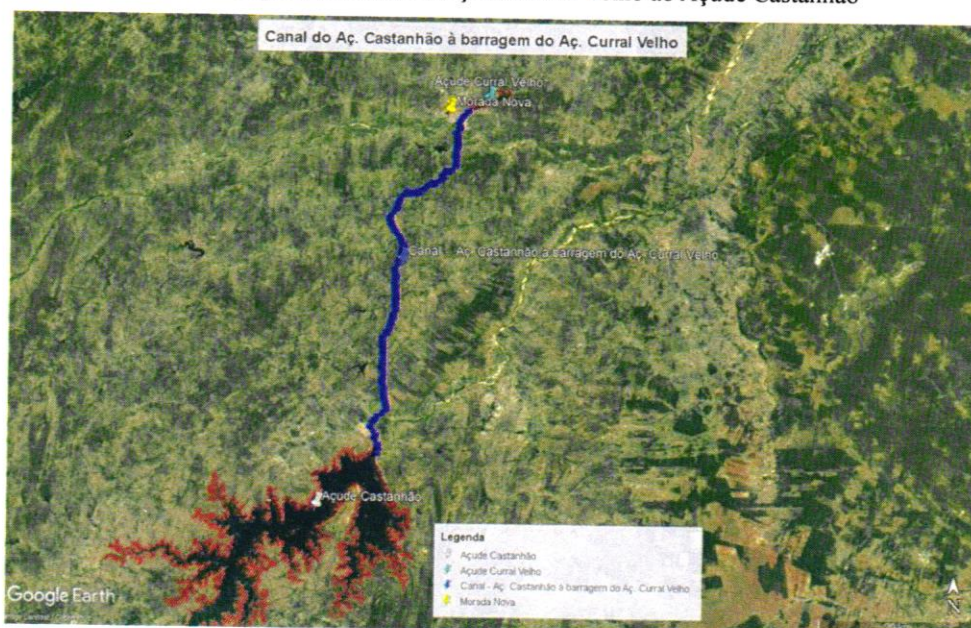 Açude Castanhão
Canal do Aç. Castanhão à barragem do Aç. Curral Velho
Açude Curral Velho
Morada Nova
Canal - Aç. Castanhão à barragem do Aç. Curral Velho
Açude Castanhão
Legenda
Açude Castanhão
Açude Curral Velho
Canal - Aç. Castanhão à barragem do Aç. Curral Velho
Morada Nova
Google Earth
N